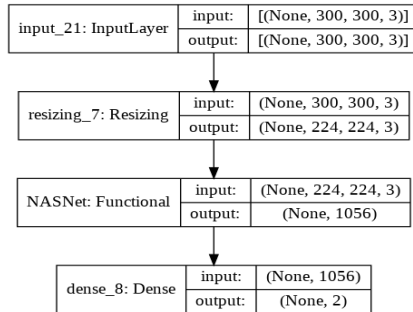 input_21: InputLayer
input: [(None, 300, 300, 3)]
output: [(None, 300, 300, 3)]
resizing_7: Resizing
input: (None, 300, 300, 3)
output: (None, 224, 224, 3)
NASNet: Functional
input: (None, 224, 224, 3)
output: (None, 1056)
dense_8: Dense
input: (None, 1056)
output: (None, 2)